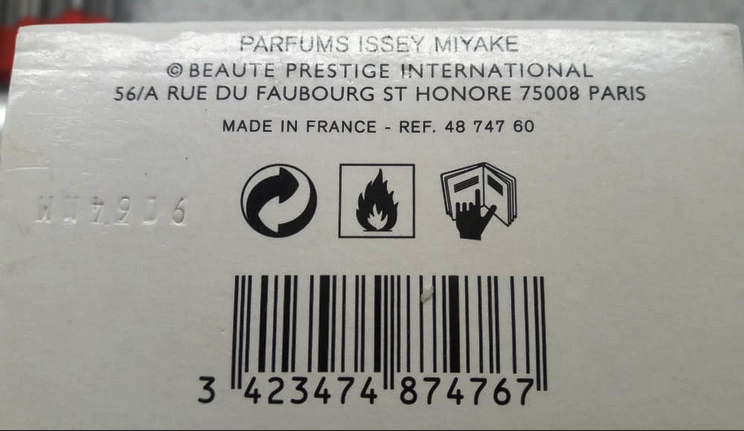 PARFUMS ISSEY MIYAKE
© BEAUTE PRESTIGE INTERNATIONAL
56/A RUE DU FAUBOURG ST HONORE 75008 PARIS
MADE IN FRANCE - REF. 48 747 60
3 423474 874767